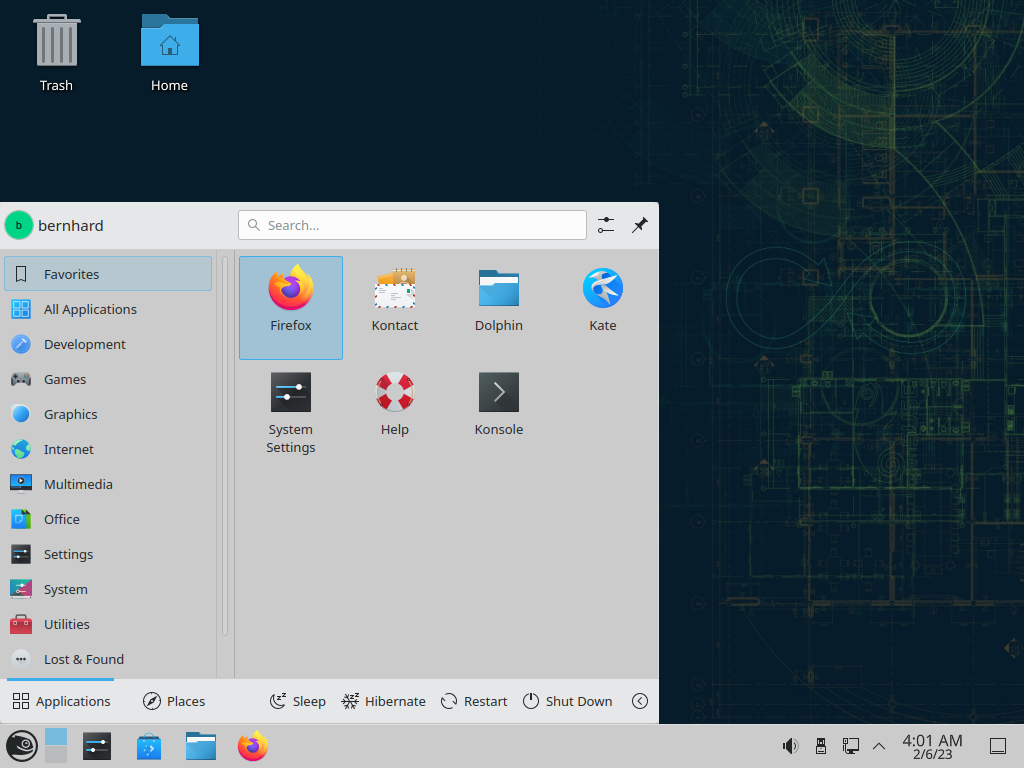 Trash
Home
b
bernhard
Search...
Favorites
All Applications
Development
Games
Graphics
Internet
Multimedia
Office
Settings
System
Utilities
Lost & Found
Firefox
Kontact
Dolphin
Kate
System
Settings
Help
Konsole
Applications
Places
Sleep
Hibernate
Restart
Shut Down
4:01 AM
2/6/23